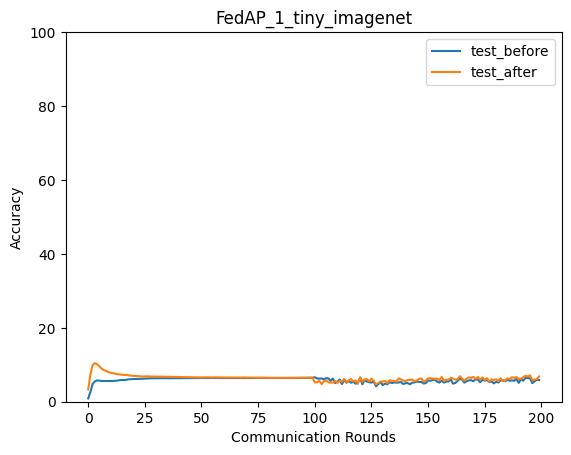 FedAP_1_tiny_imagenet
100
80
60
40
20
0
Accuracy
test_before
test_after
0 25 50 75 100 125 150 175 200
Communication Rounds